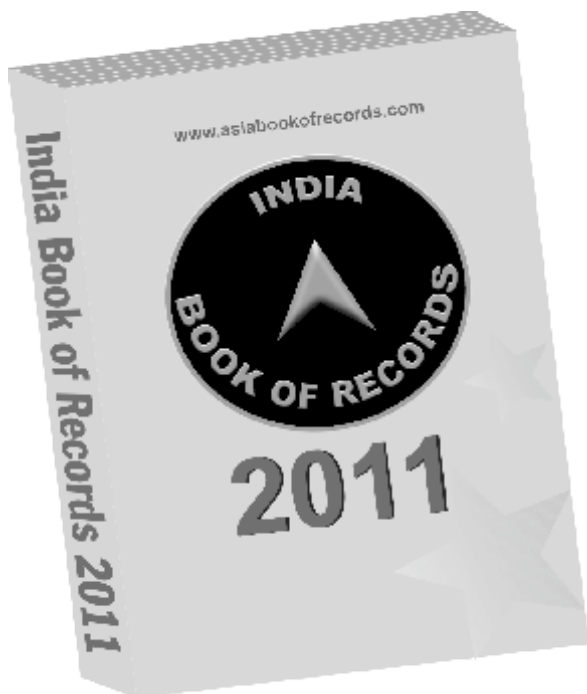 www.asiabookofrecords.com
INDIA
BOOK OF RECORDS
2011
India Book of Records 2011